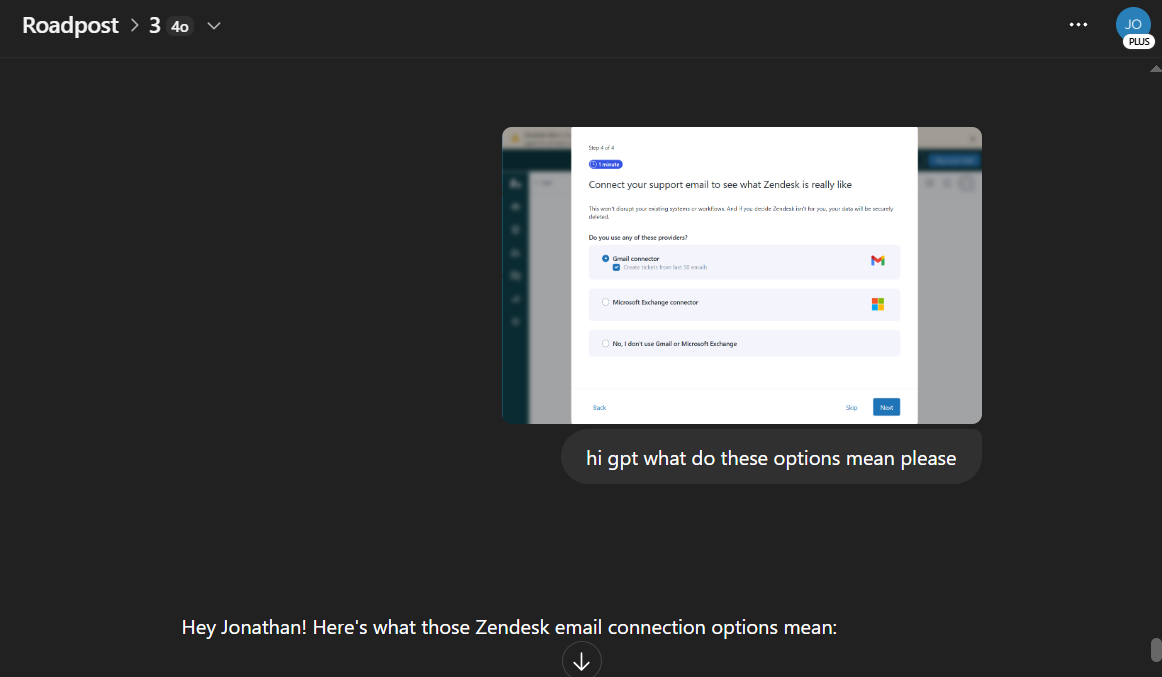 Roadpost > 3 4o
JO
PLUS
Step 4 of 4
1 minute
Connect your support email to see what Zendesk is really like
This won't disrupt your existing systems or workflows. And if you decide Zendesk isn't for you, your data will be securely
deleted.
Do you use any of these providers?
Gmail connector
Create tickets from last 50 emails
Microsoft Exchange connector
No, I don't use Gmail or Microsoft Exchange
Back
Skip
Next
hi gpt what do these options mean please
Hey Jonathan! Here's what those Zendesk email connection options mean: